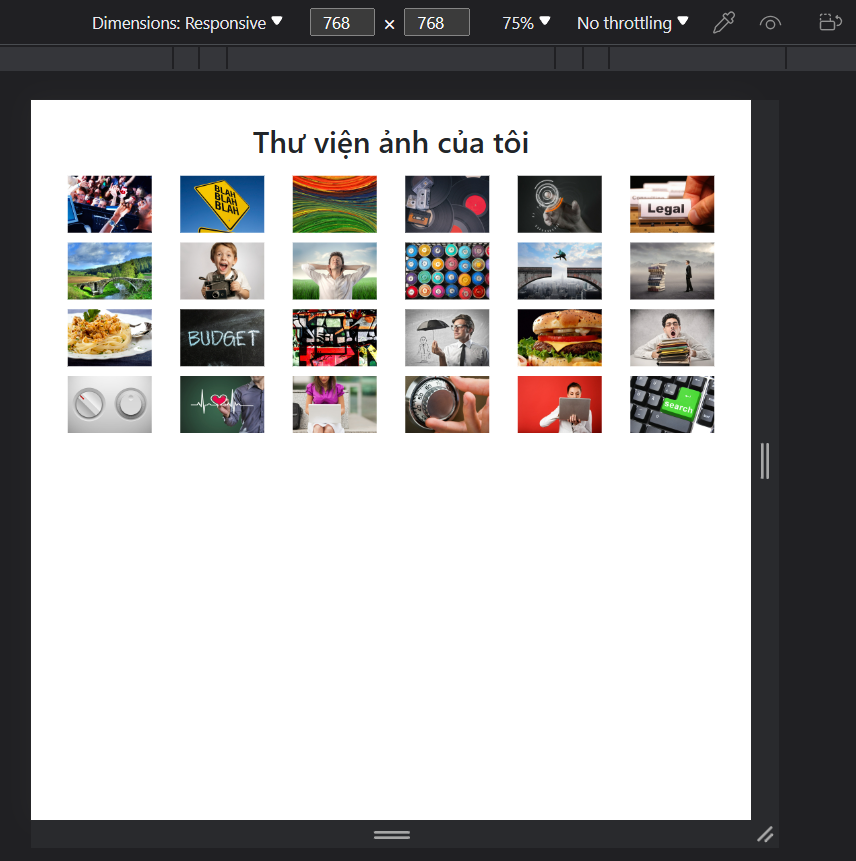 Dimensions: Responsive 768 × 768 75% No throttling
Thư viện ảnh của tôi
BLAH
BLAH
BLAH
Legal
BUDGET
search